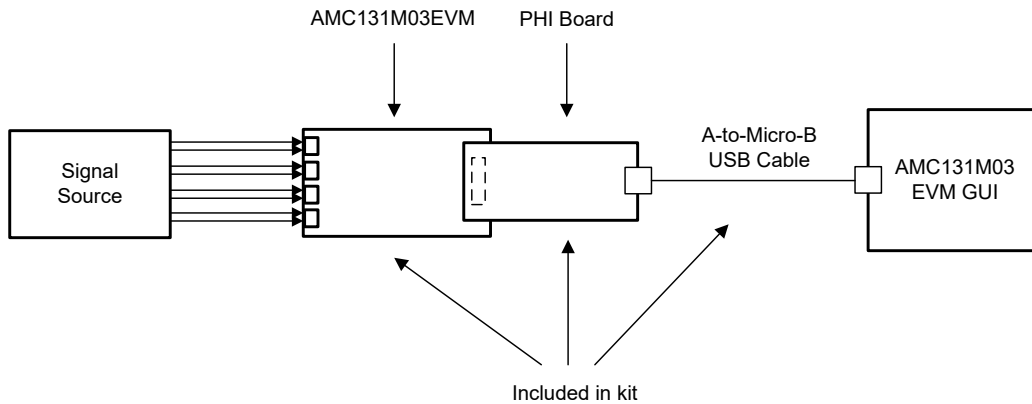 AMC131M03EVM
PHI Board
Signal
Source
A-to-Micro-B
USB Cable
AMC131M03
EVM GUI
Included in kit